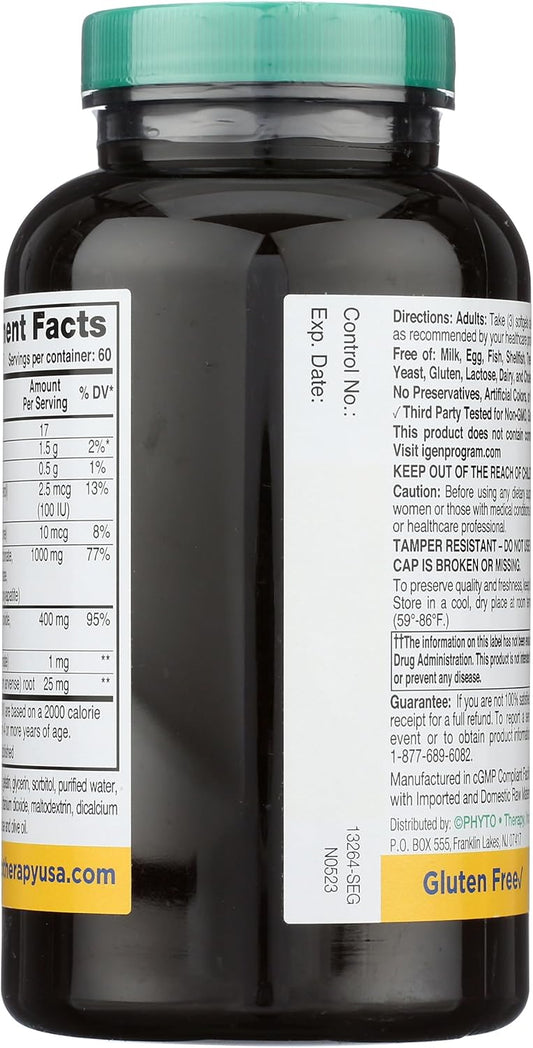 ent Facts
Servings per container: 60
Amount
Per Serving
% DV*
17
1.5 g 2%*
0.5 g 1%
2.5 mcg 13%
(100 IU)
10 mcg 8%
1000 mg 77%
400 mg 95%
1 mg **
root 25 mg **
are based on a 2000 calorie
or more years of age.
glycerin, sorbitol, purified water,
dioxide, maltodextrin, dicalcium
and olive oil.
therapyusa.com
Control No.:
Exp. Date:
13264-SEG
N0523
Directions: Adults: Take (3) softgels
as recommended by your healthcare
Free of: Milk, Egg, Fish, Shellfish,
Yeast, Gluten, Lactose, Dairy, and
No Preservatives, Artificial Colors,
✓ Third Party Tested for Non-GMO,
This product does not contain
Visit igenprogram.com
KEEP OUT OF THE REACH OF
Caution: Before using any dietary
women or those with medical
or healthcare professional.
TAMPER RESISTANT – DO NOT USE
CAP IS BROKEN OR MISSING.
To preserve quality and freshness, keep
Store in a cool, dry place at room
(59°-86°F.)
††The information on this label has not been
Drug Administration. This product is not
or prevent any disease.
Guarantee: If you are not 100%
receipt for a full refund. To report a
event or to obtain product
1-877-689-6082.
Manufactured in cGMP Compliant
with Imported and Domestic Raw
Distributed by: ©PHYTO • Therapy,
P.O. BOX 555, Franklin Lakes, NJ 07417
Gluten Free✓